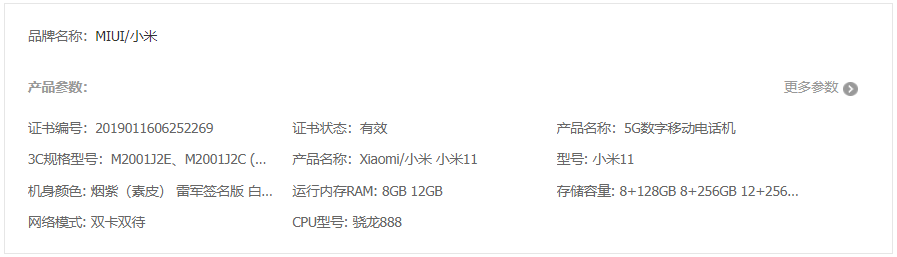 品牌名称：MIUI/小米
产品参数： 更多参数
证书编号：2019011606252269 证书状态：有效 产品名称：5G数字移动电话机
3C规格型号：M2001J2E、M2001J2C (... 产品名称：Xiaomi/小米 小米11 型号: 小米11
机身颜色: 烟紫（素皮） 雷军签名版 白... 运行内存RAM: 8GB 12GB 存储容量: 8+128GB 8+256GB 12+256...
网络模式: 双卡双待 CPU型号: 骁龙888